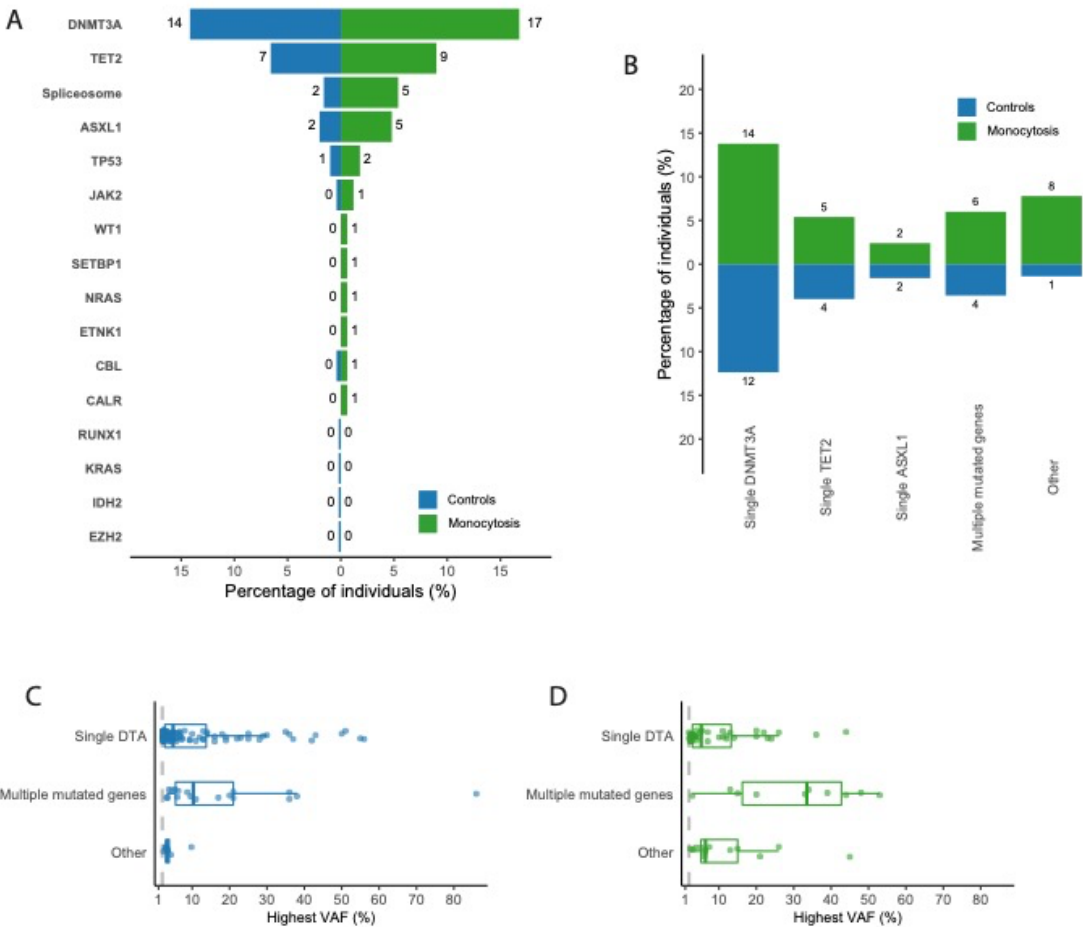 A
DNMT3A 14 17
TET2 7 9
Spliceosome 2 5
ASXL1 2 5
TP53 1 2
JAK2 0 1
WT1 0 1
SETBP1 0 1
NRAS 0 1
ETNK1 0 1
CBL 0 1
CALR 0 1
RUNX1 0 0
KRAS 0 0
IDH2 0 0
EZH2 0 0
Controls
Monocytosis
15 10 5 0 5 10 15
Percentage of individuals (%)
B
Percentage of individuals (%)
20
15
10
5
0
5
10
15
20
Controls
Monocytosis
14 5 2 6 8
12 4 2 4 1
Single DNMT3A
Single TET2
Single ASXL1
Multiple mutated genes
Other
C
Single DTA
Multiple mutated genes
Other
1 10 20 30 40 50 60 70 80
Highest VAF (%)
D
Single DTA
Multiple mutated genes
Other
1 10 20 30 40 50 60 70 80
Highest VAF (%)